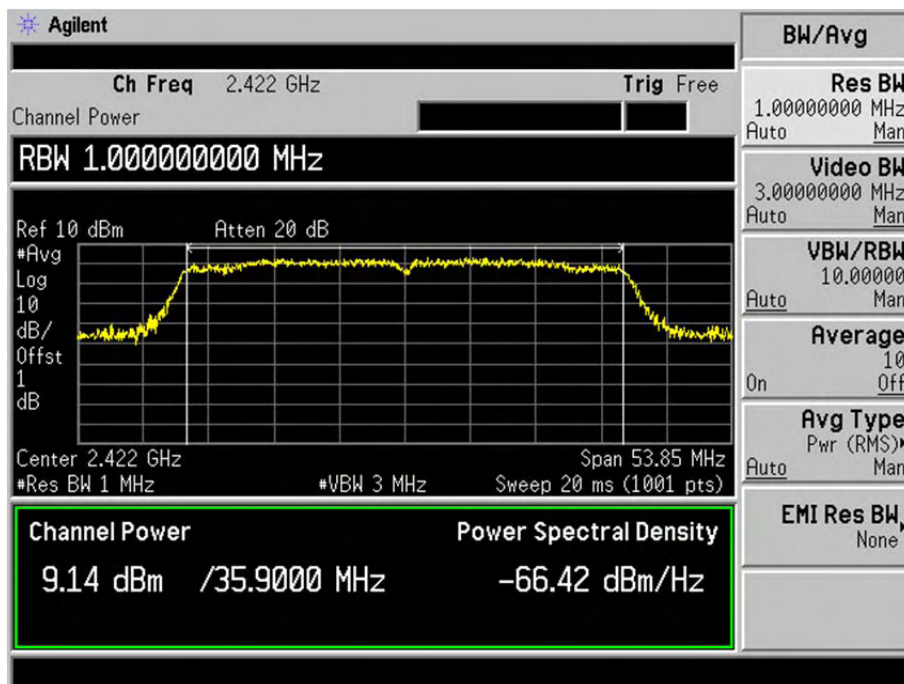 Agilent
BW/Avg
Ch Freq 2.422 GHz Trig Free
Channel Power
RBW 1.000000000 MHz
Ref 10 dBm Atten 20 dB
#Avg
Log
10
dB/
Offst
1
dB
Center 2.422 GHz Span 53.85 MHz
#Res BW 1 MHz #VBW 3 MHz Sweep 20 ms (1001 pts)
Channel Power Power Spectral Density
9.14 dBm /35.9000 MHz -66.42 dBm/Hz
Res BW
1.00000000 MHz
Auto Man
Video BW
3.00000000 MHz
Auto Man
VBW/RBW
10.00000
Auto Man
Average
10
On Off
Avg Type
Pwr (RMS)
Auto Man
EMI Res BW
None